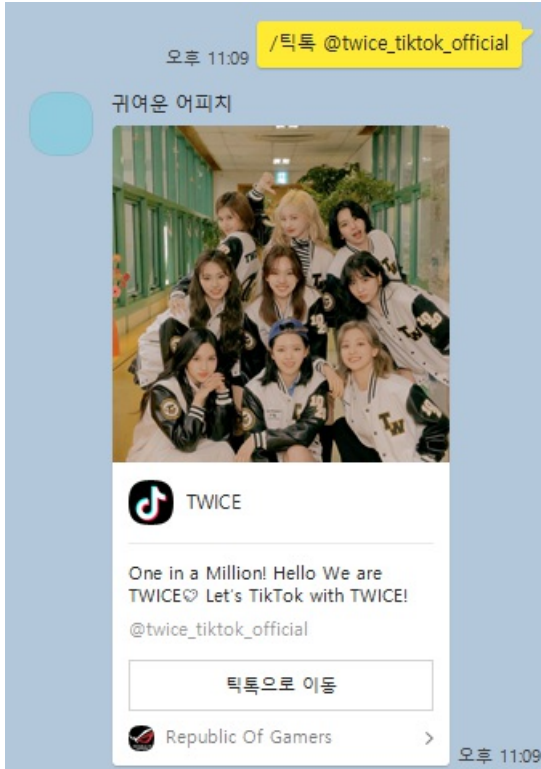 /틱톡 @twice_tiktok_official
오후 11:09
귀여운 어피치
TWICE
One in a Million! Hello We are
TWICE♡ Let's TikTok with TWICE!
@twice_tiktok_official
틱톡으로 이동
Republic Of Gamers
오후 11:09